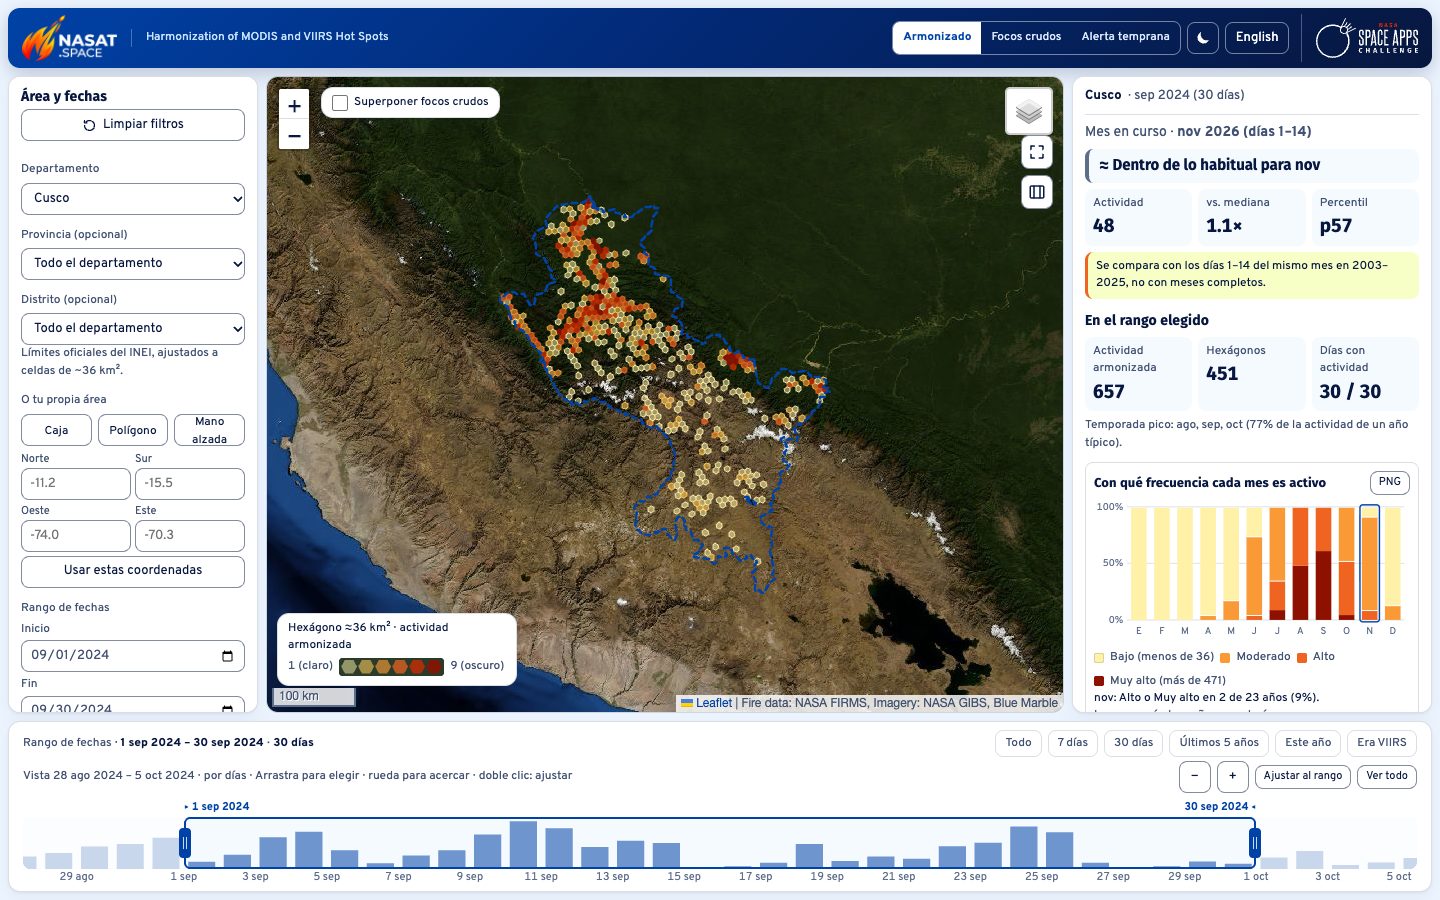 NASAT
.SPACE
Harmonization of MODIS and VIIRS Hot Spots
Armonizado
Focos crudos
Alerta temprana
English
NASA
SPACE APPS
CHALLENGE
Área y fechas
Limpiar filtros
Departamento
Cusco
Provincia (opcional)
Todo el departamento
Distrito (opcional)
Todo el departamento
Límites oficiales del INEI, ajustados a
celdas de ~36 km².
O tu propia área
Caja
Polígono
Mano
alzada
Norte
Sur
-11.2
-15.5
Oeste
Este
-74.0
-70.3
Usar estas coordenadas
Rango de fechas
Inicio
09/01/2024
Fin
09/30/2024
+
−
Superponer focos crudos
Hexágono ≈36 km² · actividad
armonizada
1 (claro)
9 (oscuro)
100 km
Leaflet | Fire data: NASA FIRMS, Imagery: NASA GIBS, Blue Marble
Cusco · sep 2024 (30 días)
Mes en curso · nov 2026 (días 1–14)
≈ Dentro de lo habitual para nov
Actividad
48
vs. mediana
1.1×
Percentil
p57
Se compara con los días 1–14 del mismo mes en 2003–
2025, no con meses completos.
En el rango elegido
Actividad
armonizada
657
Hexágonos
451
Días con
actividad
30 / 30
Temporada pico: ago, sep, oct (77% de la actividad de un año
típico).
Con qué frecuencia cada mes es activo
PNG
100%
50%
0%
E F M A M J J A S O N D
Bajo (menos de 36)
Moderado
Alto
Muy alto (más de 471)
nov: Alto o Muy alto en 2 de 23 años (9%).
Rango de fechas · 1 sep 2024 – 30 sep 2024 · 30 días
Todo
7 días
30 días
Últimos 5 años
Este año
Era VIIRS
Vista 28 ago 2024 – 5 oct 2024 · por días · Arrastra para elegir · rueda para acercar · doble clic: ajustar
−
+
Ajustar al rango
Ver todo
1 sep 2024
30 sep 2024
29 ago
1 sep
3 sep
5 sep
7 sep
9 sep
11 sep
13 sep
15 sep
17 sep
19 sep
21 sep
23 sep
25 sep
27 sep
29 sep
1 oct
3 oct
5 oct